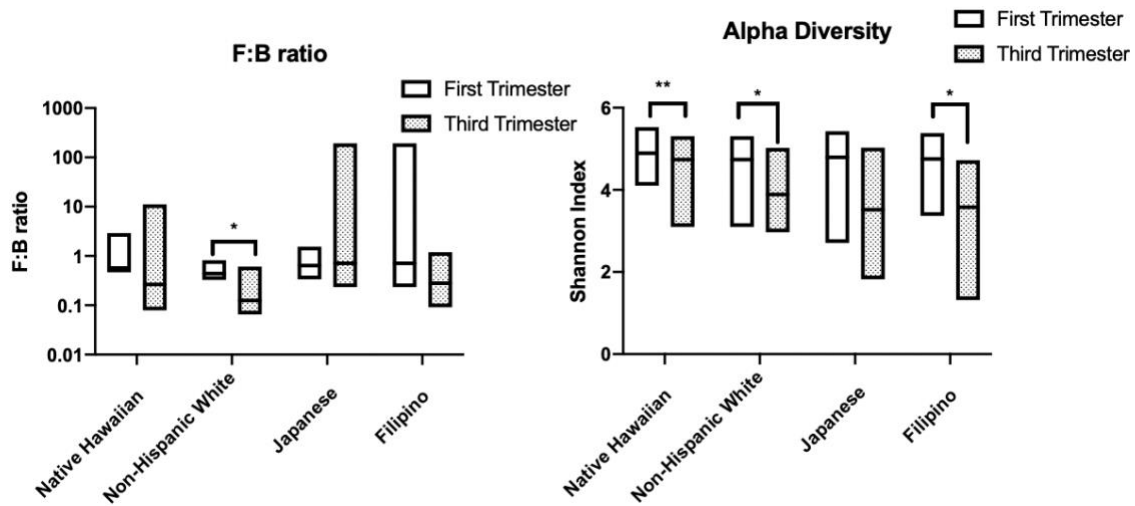 F:B ratio
First Trimester
Third Trimester
F:B ratio
1000
100
10
1
0.1
0.01
*
Native Hawaiian
Non-Hispanic White
Japanese
Filipino
Alpha Diversity
First Trimester
Third Trimester
Shannon Index
6
4
2
0
**
*
*
Native Hawaiian
Non-Hispanic White
Japanese
Filipino